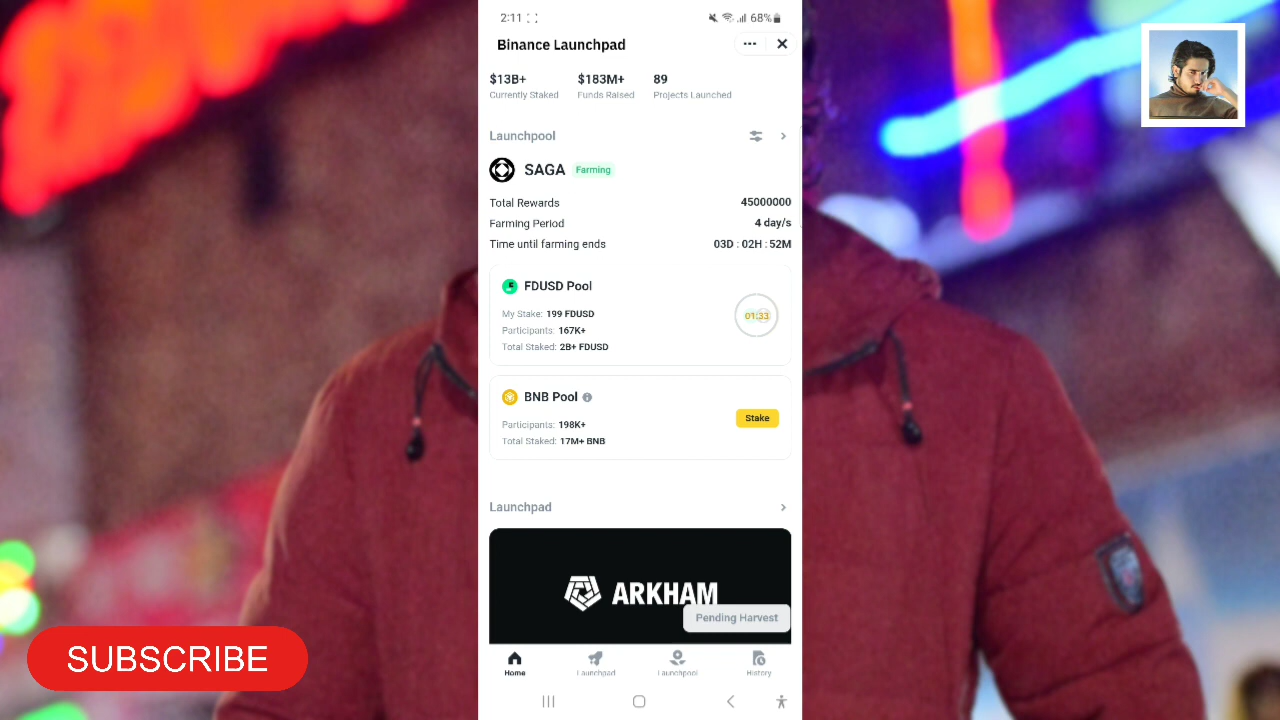 2:11 68%
Binance Launchpad
$13B+ $183M+ 89
Currently Staked Funds Raised Projects Launched
Launchpool
SAGA Farming
Total Rewards 45000000
Farming Period 4 day/s
Time until farming ends 03D : 02H : 52M
FDUSD Pool
My Stake: 199 FDUSD
01:33
Participants: 167K+
Total Staked: 2B+ FDUSD
BNB Pool
Stake
Participants: 198K+
Total Staked: 17M+ BNB
Launchpad
ARKHAM
Pending Harvest
Home Launchpad Launchpool History
SUBSCRIBE